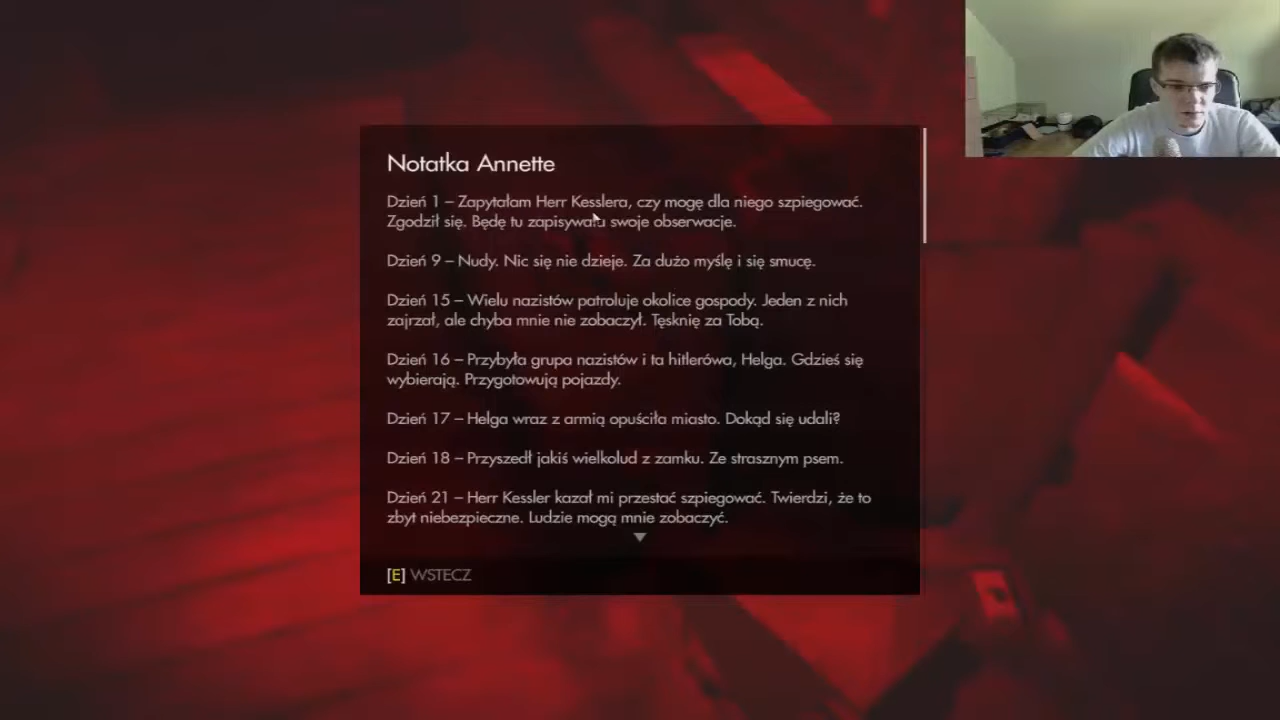 Notatka Annette
Dzień 1 – Zapytałam Herr Kesslera, czy mogę dla niego szpiegować.
Zgodził się. Będę tu zapisywała swoje obserwacje.
Dzień 9 – Nudy. Nic się nie dzieje. Za dużo myślę i się smucę.
Dzień 15 – Wielu nazistów patroluje okolice gospody. Jeden z nich
zajrzał, ale chyba mnie nie zobaczył. Tęsknię za Tobą.
Dzień 16 – Przybyła grupa nazistów i ta hitlerówa, Helga. Gdzieś się
wybierają. Przygotowują pojazdy.
Dzień 17 – Helga wraz z armią opuściła miasto. Dokąd się udali?
Dzień 18 – Przyszedł jakiś wielkolud z zamku. Ze strasznym psem.
Dzień 21 – Herr Kessler kazał mi przestać szpiegować. Twierdzi, że to
zbyt niebezpieczne. Ludzie mogą mnie zobaczyć.
[E] WSTECZ